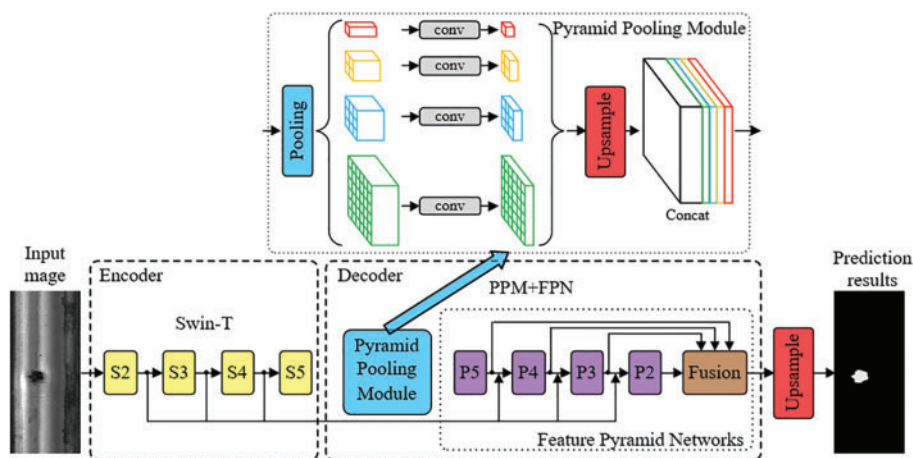 Pyramid Pooling Module
Pooling
conv
conv
conv
conv
Upsample
Concat
Input
mage
Encoder
Swin-T
S2
S3
S4
S5
Decoder
PPM+FPN
Pyramid
Pooling
Module
P5
P4
P3
P2
Fusion
Feature Pyramid Networks
Upsample
Prediction
results